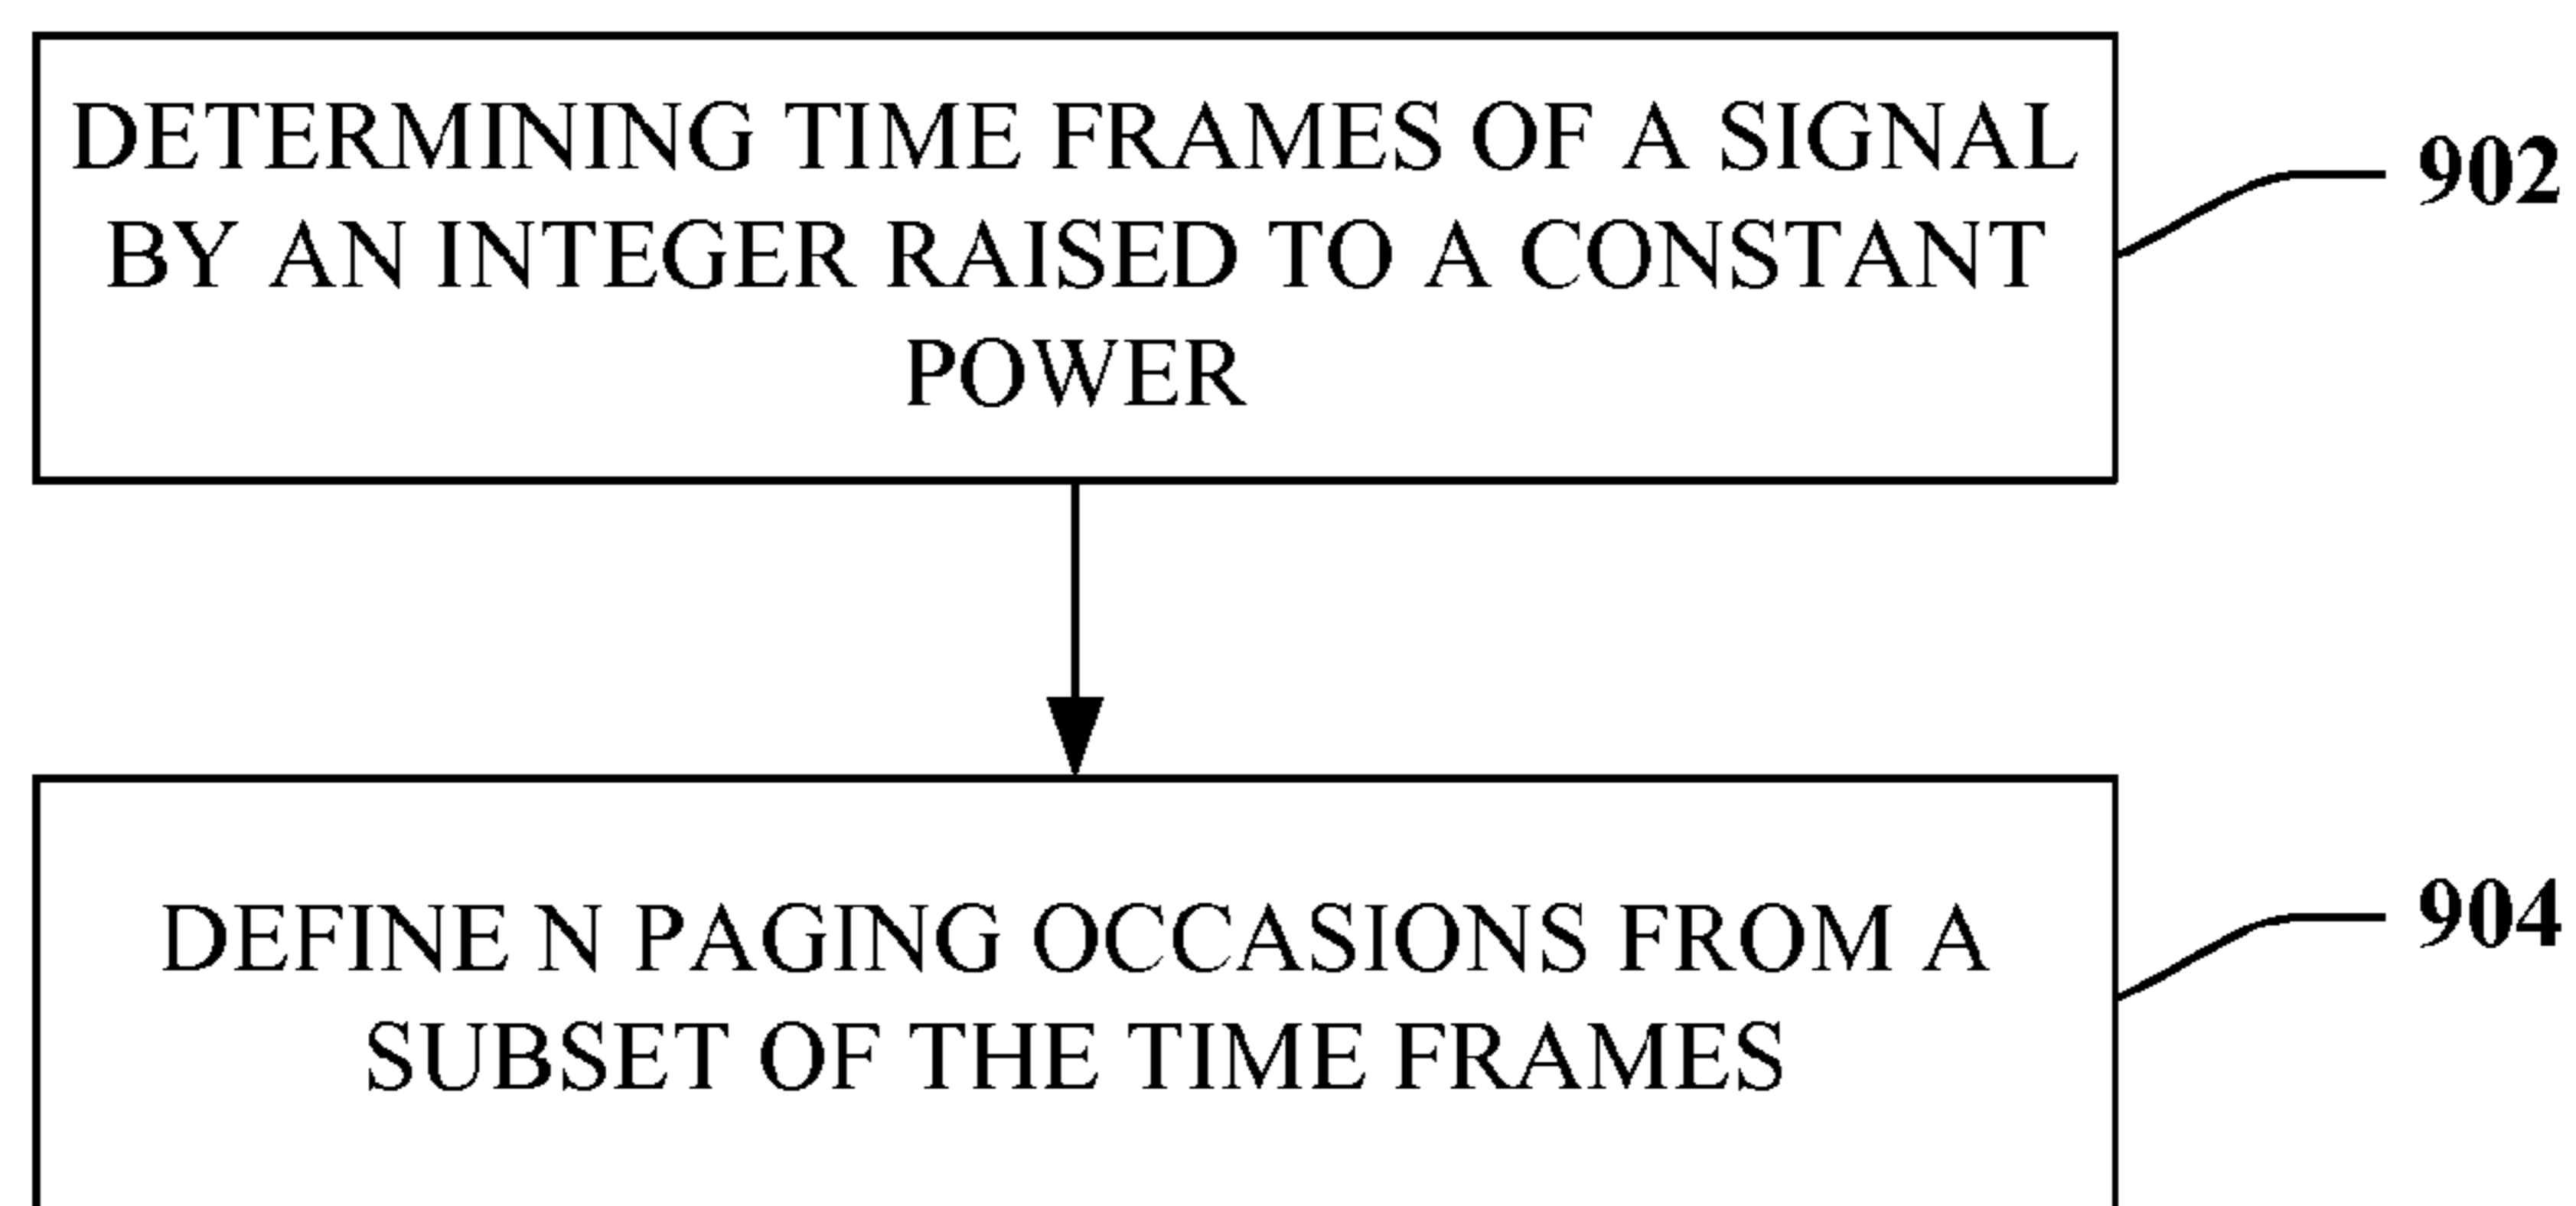 DETERMINING TIME FRAMES OF A SIGNAL
BY AN INTEGER RAISED TO A CONSTANT
POWER
902
DEFINE N PAGING OCCASIONS FROM A
SUBSET OF THE TIME FRAMES
904